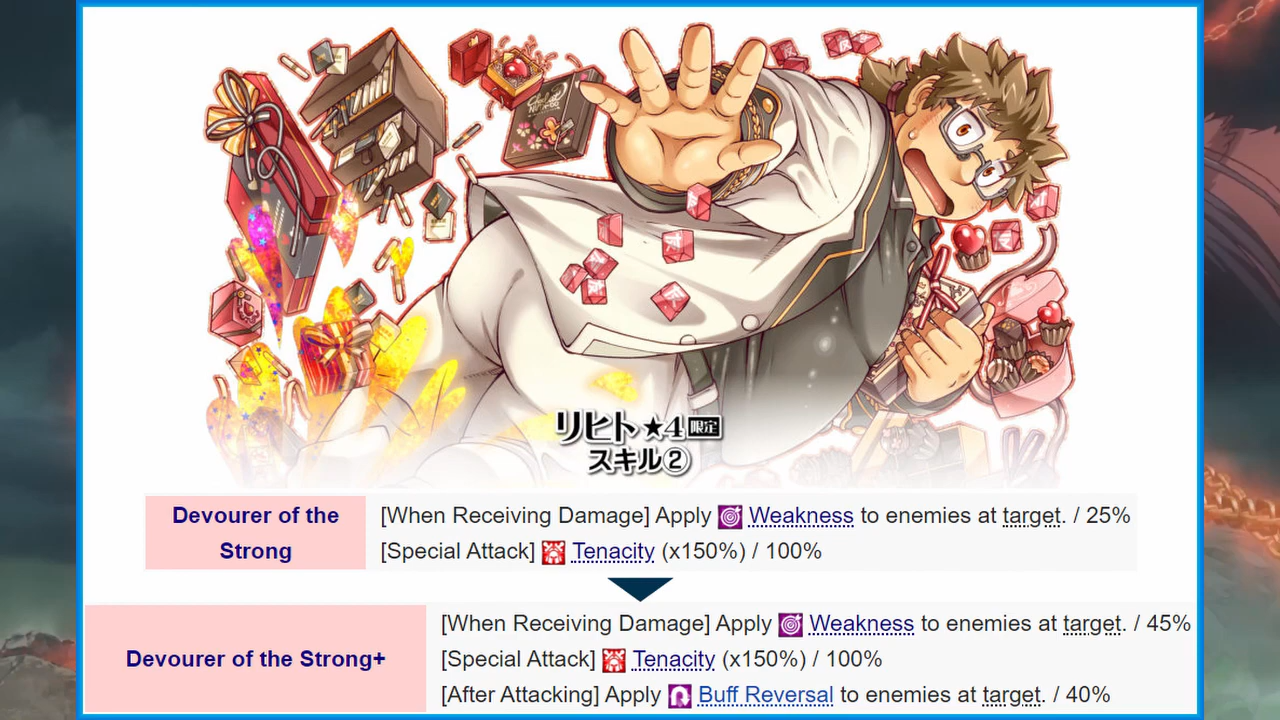 リヒト★4限定
スキル②
Devourer of the Strong
[When Receiving Damage] Apply Weakness to enemies at target. / 25%
[Special Attack] Tenacity (x150%) / 100%
Devourer of the Strong+
[When Receiving Damage] Apply Weakness to enemies at target. / 45%
[Special Attack] Tenacity (x150%) / 100%
[After Attacking] Apply Buff Reversal to enemies at target. / 40%